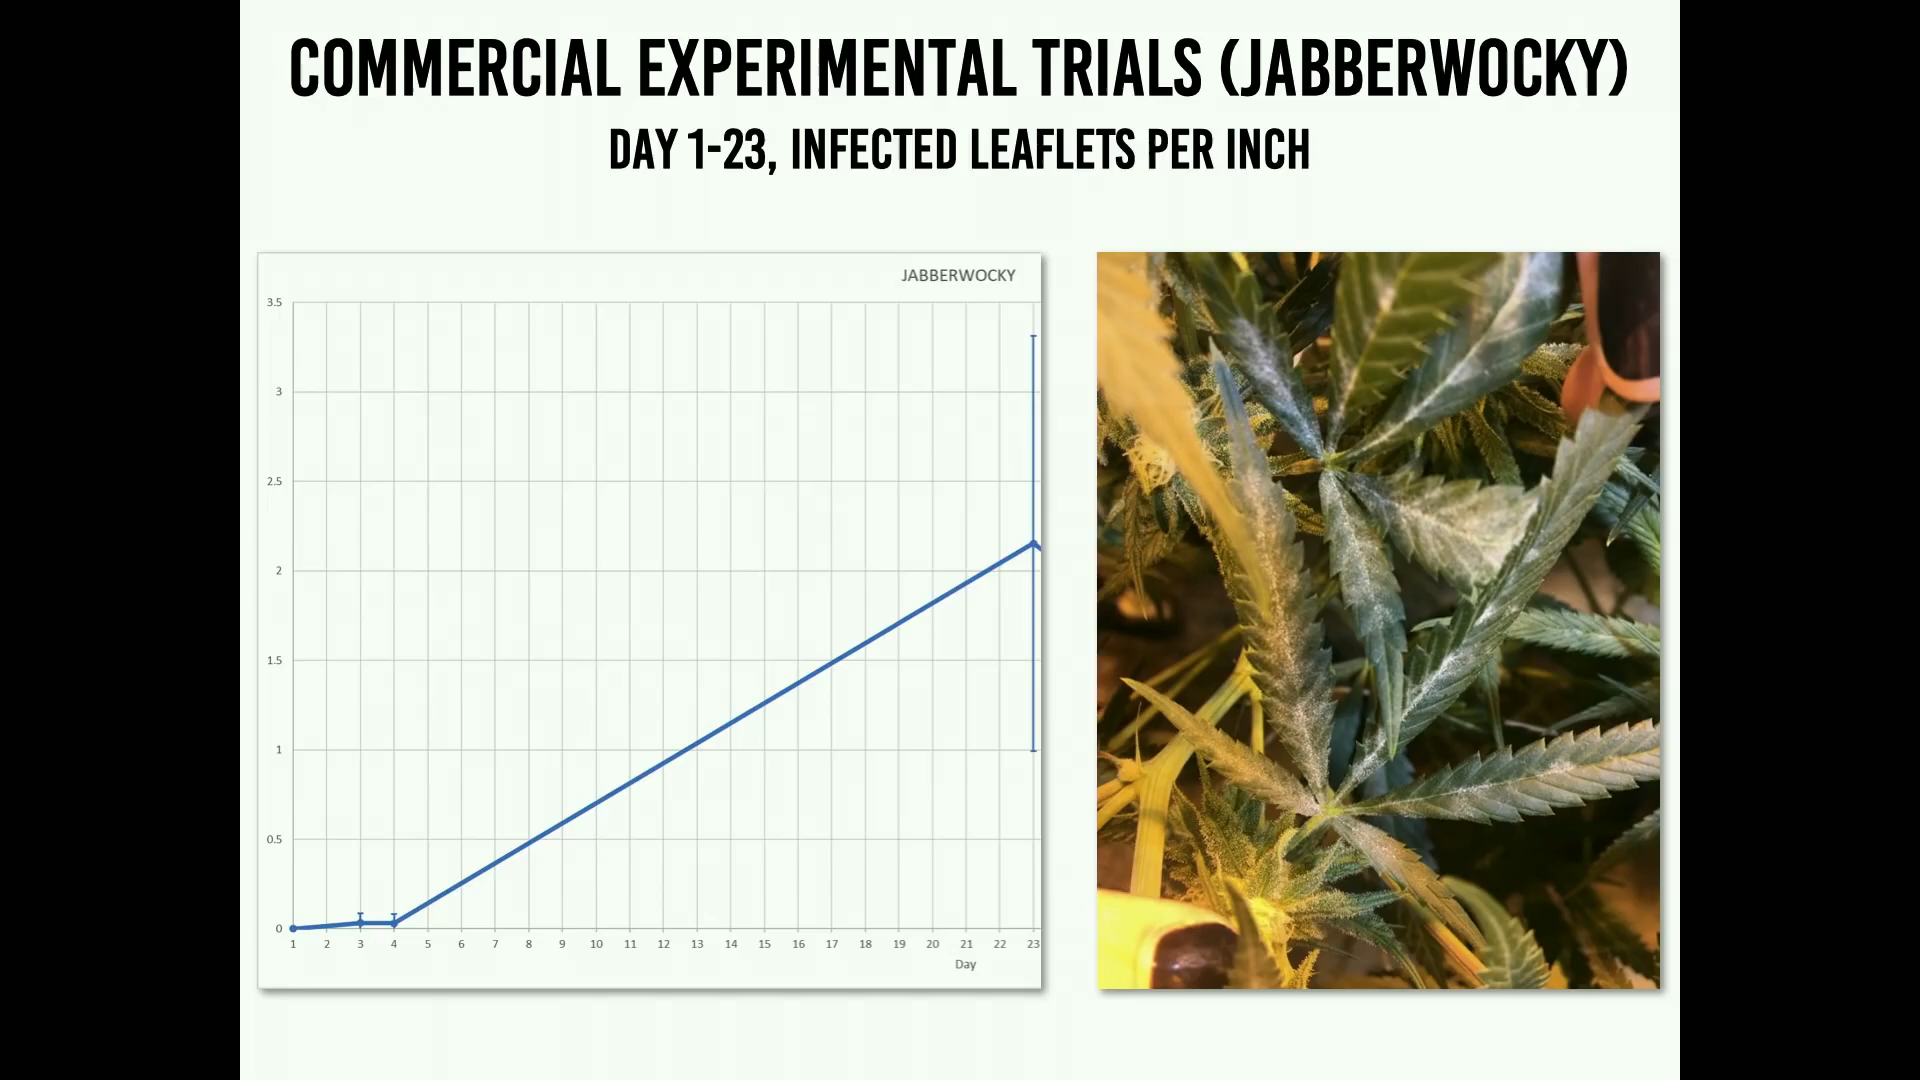 COMMERCIAL EXPERIMENTAL TRIALS (JABBERWOCKY)
DAY 1-23, INFECTED LEAFLETS PER INCH
JABBERWOCKY
3.5
3
2.5
2
1.5
1
0.5
0
1 2 3 4 5 6 7 8 9 10 11 12 13 14 15 16 17 18 19 20 21 22 23
Day